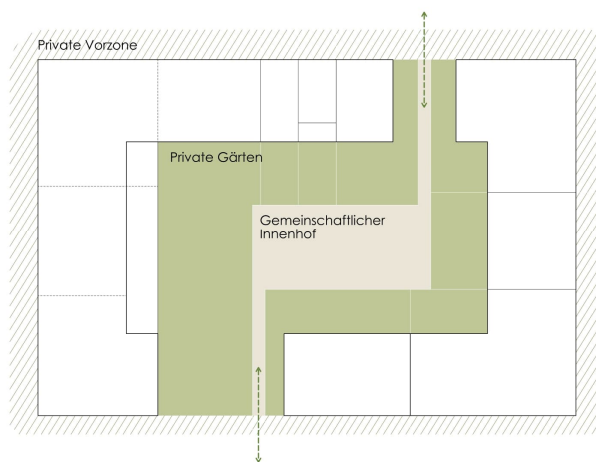 Private Vorzone
Private Gärten
Gemeinschaftlicher
Innenhof